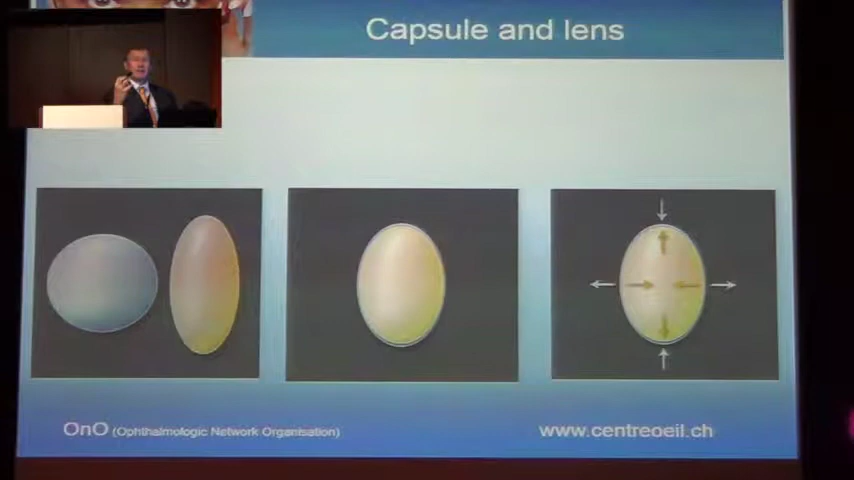 Capsule and lens
OnO (Ophthalmologic Network Organisation)
www.centreoeil.ch